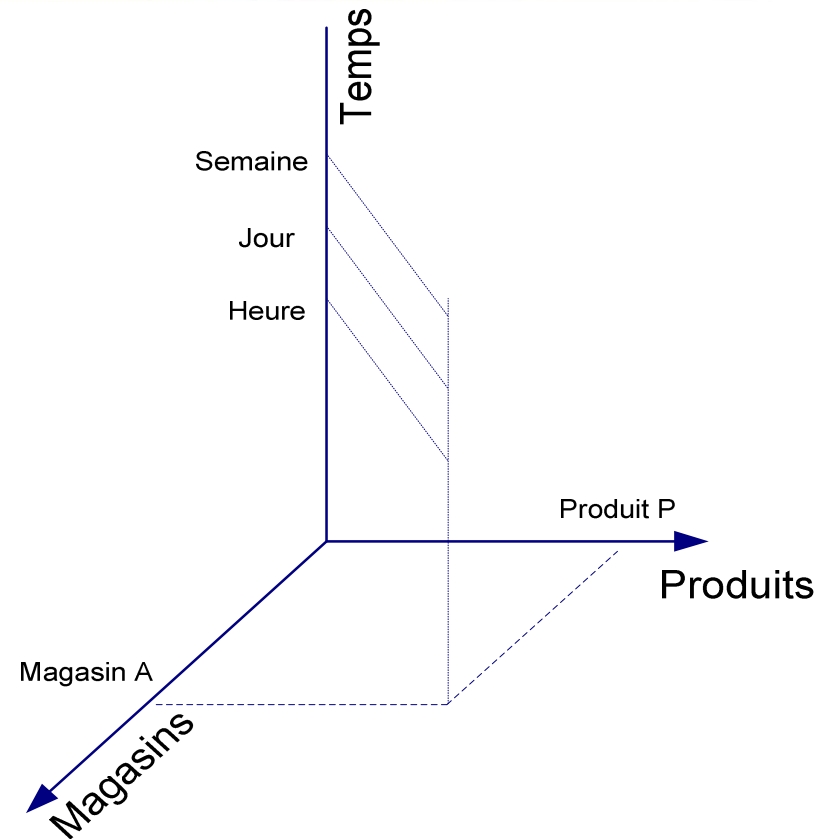 Temps
Semaine
Jour
Heure
Produit P
Produits
Magasin A
Magasins